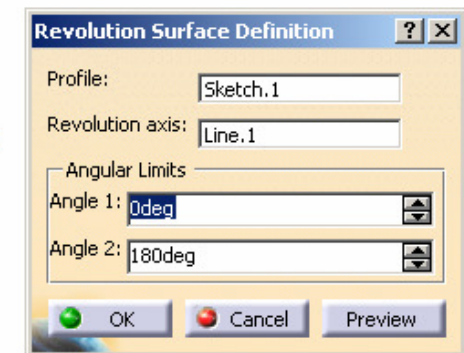 Revolution Surface Definition ? ×
Profile: Sketch.1
Revolution axis: Line.1
Angular Limits
Angle 1: 0deg
Angle 2: 180deg
OK Cancel Preview